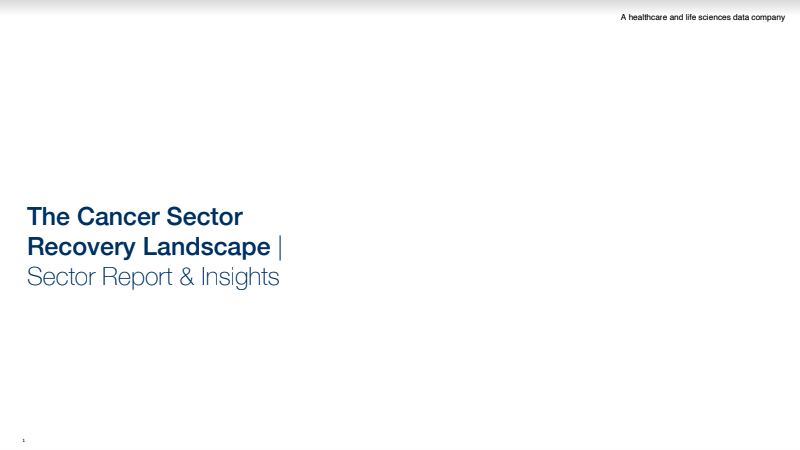 A healthcare and life sciences data company
The Cancer Sector
Recovery Landscape |
Sector Report & Insights
1